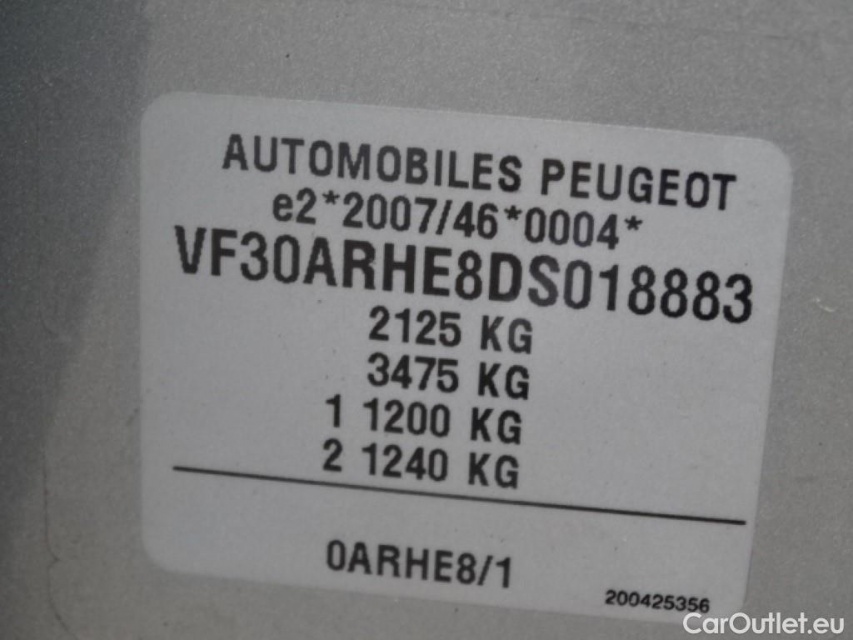 AUTOMOBILES PEUGEOT
e2*2007/46*0004*
VF30ARHE8DS018883
2125 KG
3475 KG
1 1200 KG
2 1240 KG
0ARHE8/1
200425356
CarOutlet.eu